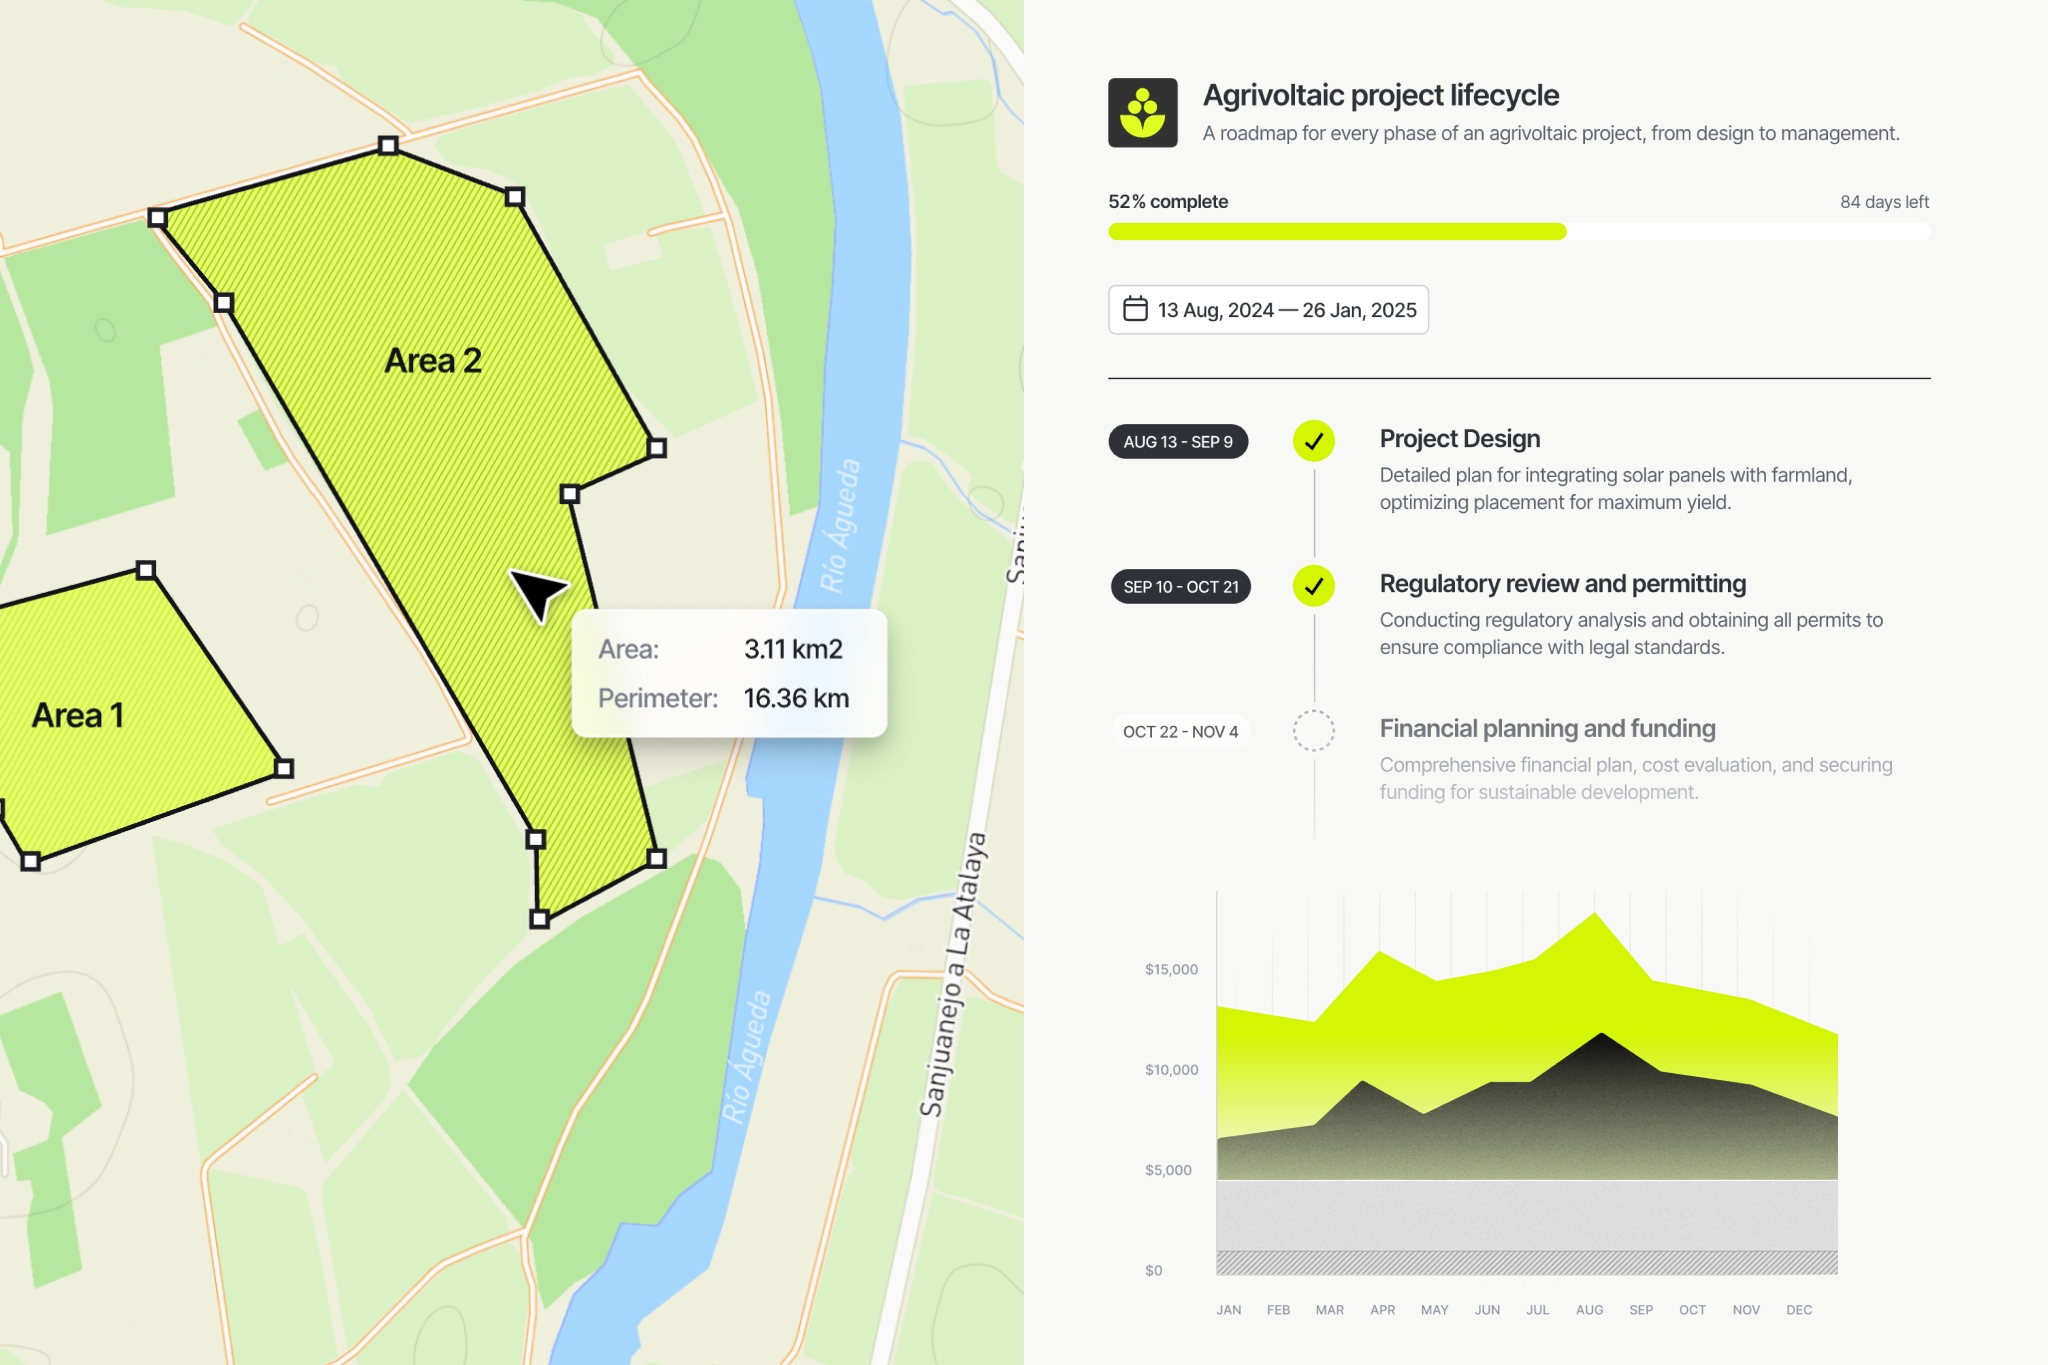 Area 2
Area 1
Area: 3.11 km2
Perimeter: 16.36 km
Río Águeda
Río Águeda
Sanjuanejo a La Atalaya
Agrivoltaic project lifecycle
A roadmap for every phase of an agrivoltaic project, from design to management.
52% complete
84 days left
13 Aug, 2024 — 26 Jan, 2025
AUG 13 - SEP 9
Project Design
Detailed plan for integrating solar panels with farmland,
optimizing placement for maximum yield.
SEP 10 - OCT 21
Regulatory review and permitting
Conducting regulatory analysis and obtaining all permits to
ensure compliance with legal standards.
OCT 22 - NOV 4
Financial planning and funding
Comprehensive financial plan, cost evaluation, and securing
funding for sustainable development.
$15,000
$10,000
$5,000
$0
JAN FEB MAR APR MAY JUN JUL AUG SEP OCT NOV DEC